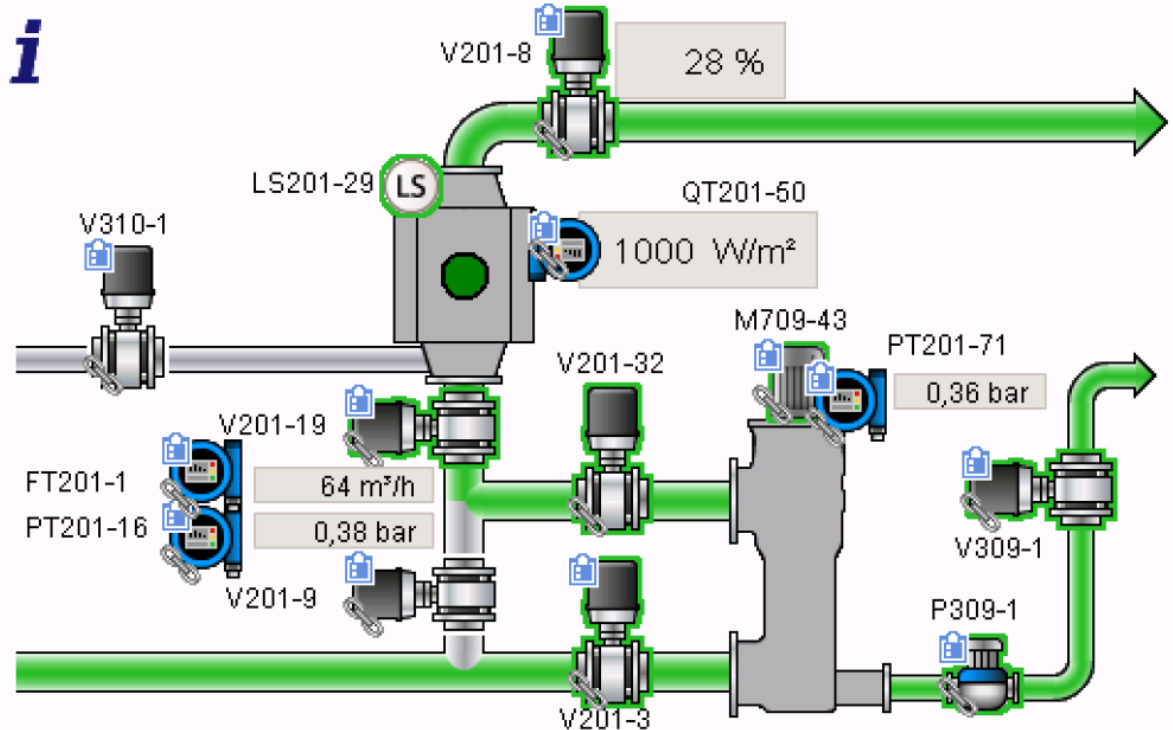 i
V201-8
28 %
LS201-29
LS
QT201-50
V310-1
1000 W/m²
M709-43
V201-32
PT201-71
0,36 bar
V201-19
FT201-1
64 m³/h
PT201-16
0,38 bar
V309-1
V201-9
P309-1
V201-3